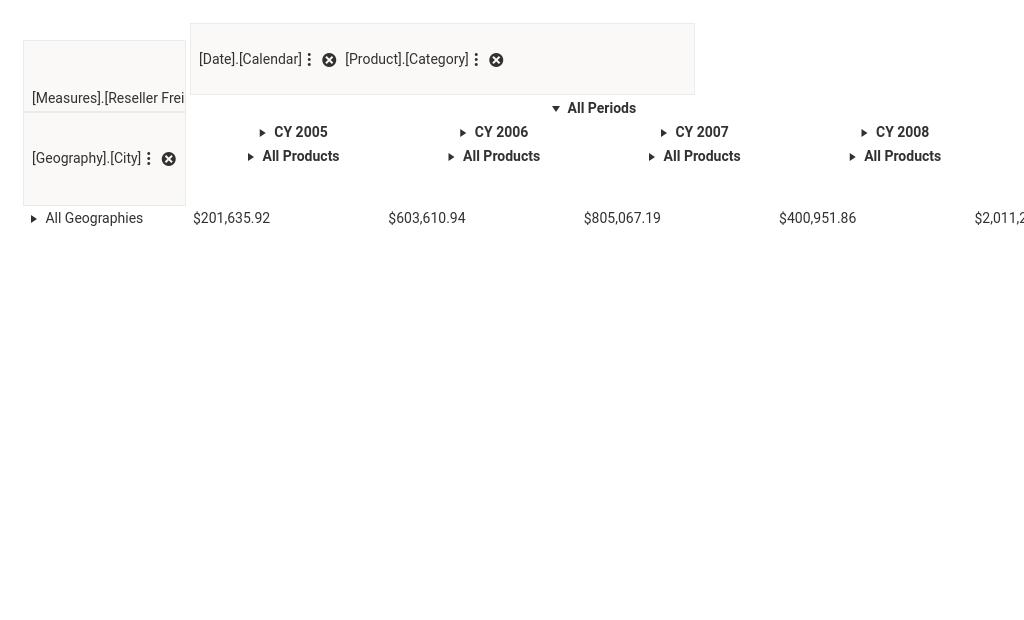 [Date].[Calendar] [Product].[Category]
[Measures].[Reseller Frei
All Periods
CY 2005 CY 2006 CY 2007 CY 2008
All Products All Products All Products All Products
[Geography].[City]
All Geographies $201,635.92 $603,610.94 $805,067.19 $400,951.86 $2,011,2